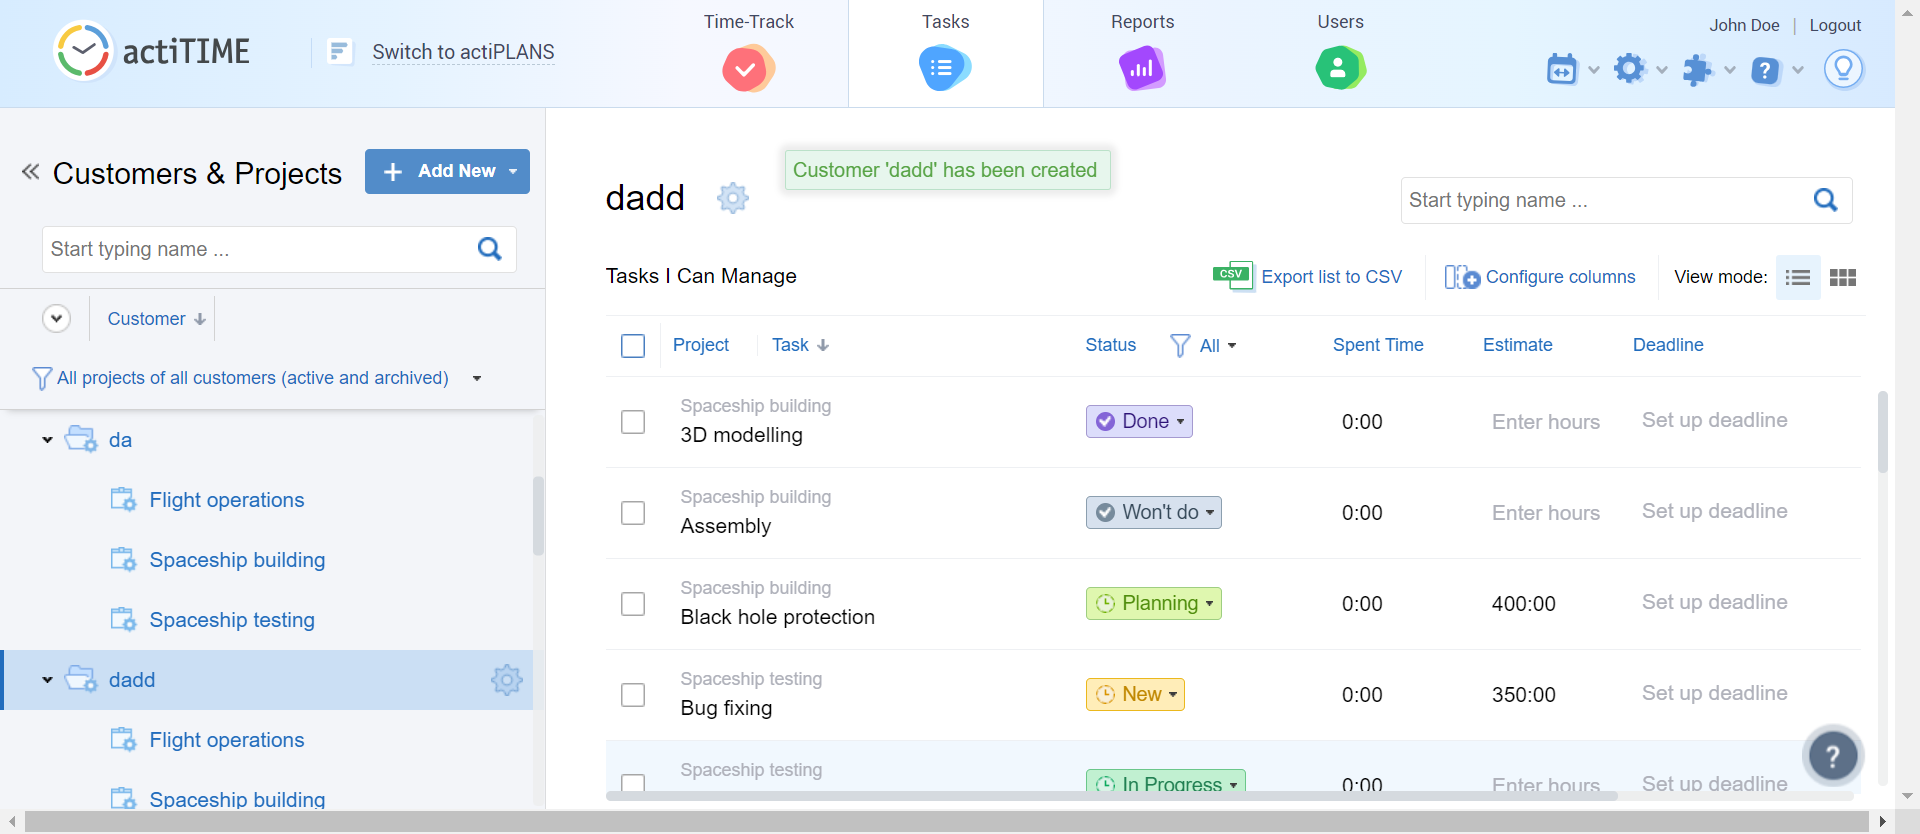 actiTIME
Switch to actiPLANS
Time-Track
Tasks
Reports
Users
John Doe
Logout
?
Customers & Projects
Add New
Start typing name ...
Customer
All projects of all customers (active and archived)
da
Flight operations
Spaceship building
Spaceship testing
dadd
Flight operations
Spaceship building
dadd
Customer 'dadd' has been created
Start typing name ...
Tasks I Can Manage
CSV
Export list to CSV
Configure columns
View mode:
Project
Task
Status
All
Spent Time
Estimate
Deadline
Spaceship building
3D modelling
Done
0:00
Enter hours
Set up deadline
Spaceship building
Assembly
Won't do
0:00
Enter hours
Set up deadline
Spaceship building
Black hole protection
Planning
0:00
400:00
Set up deadline
Spaceship testing
Bug fixing
New
0:00
350:00
Set up deadline
Spaceship testing
In Progress
0:00
Enter hours
Set up deadline
?